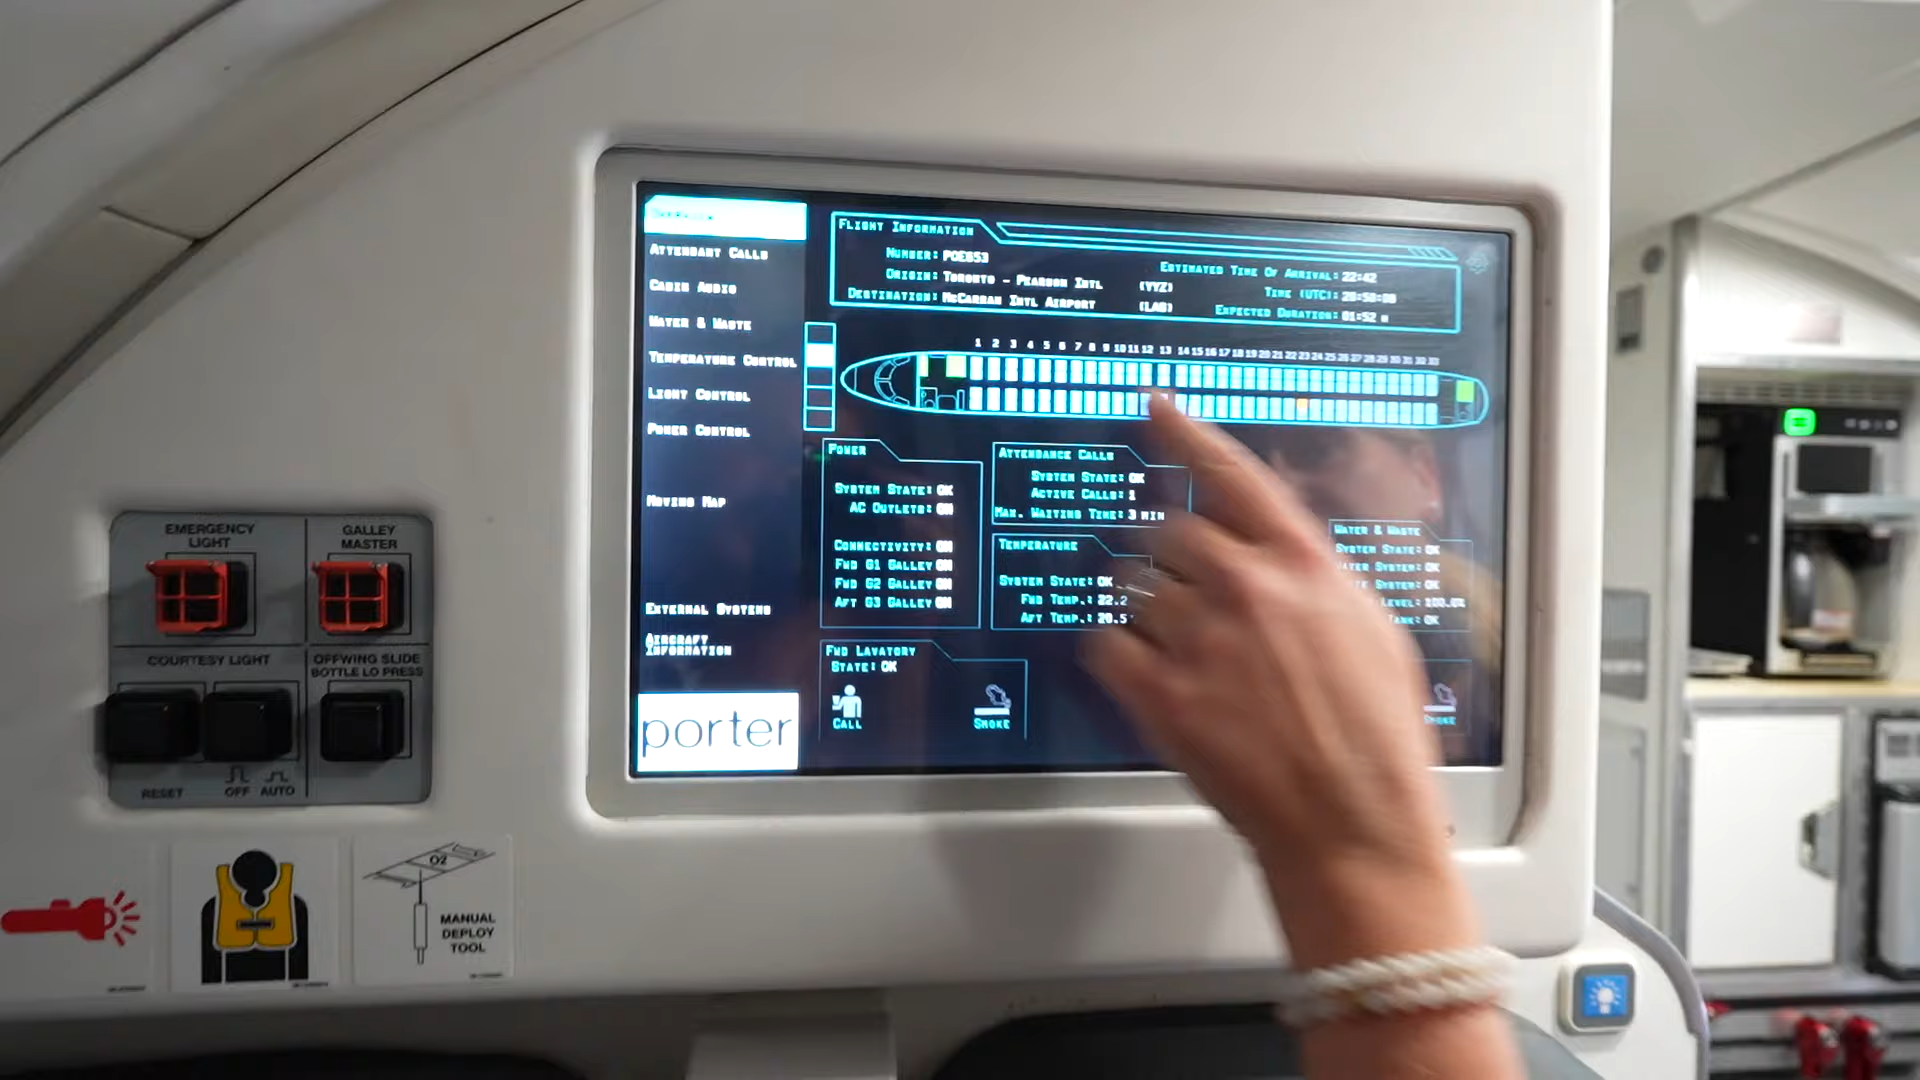 ATTENDANT CALLS
CABIN AUDIO
WATER & WASTE
TEMPERATURE CONTROL
LIGHT CONTROL
POWER CONTROL
MOVING MAP
EXTERNAL SYSTEMS
AIRCRAFT
INFORMATION
porter
FLIGHT INFORMATION
NUMBER: POE653
ORIGIN: TORONTO - PEARSON INTL (YYZ)
DESTINATION: MCCARRAN INTL AIRPORT (LAS)
ESTIMATED TIME OF ARRIVAL: 22:42
TIME (UTC):
EXPECTED DURATION: 01:52
1 2 3 4 5 6 7 8 9 10 11 12 13 14 15 16 17 18 19 20 21 22 23 24 25 26 27 28 29 30 31 32 33
POWER
SYSTEM STATE: OK
AC OUTLETS: ON
CONNECTIVITY: ON
FWD G1 GALLEY ON
FWD G2 GALLEY ON
AFT G3 GALLEY ON
ATTENDANCE CALLS
SYSTEM STATE: OK
ACTIVE CALLS: 1
MAX. WAITING TIME: 3 MIN
TEMPERATURE
SYSTEM STATE: OK
FWD TEMP.: 22.2
AFT TEMP.: 20.5
WATER & WASTE
SYSTEM STATE: OK
SYSTEM: OK
SYSTEM: OK
LEVEL: 100.0%
TANK: OK
FWD LAVATORY
STATE: OK
CALL
SMOKE
SMOKE
EMERGENCY
LIGHT
GALLEY
MASTER
COURTESY LIGHT
OFFWING SLIDE
BOTTLE LO PRESS
RESET
OFF
AUTO
O2
MANUAL
DEPLOY
TOOL